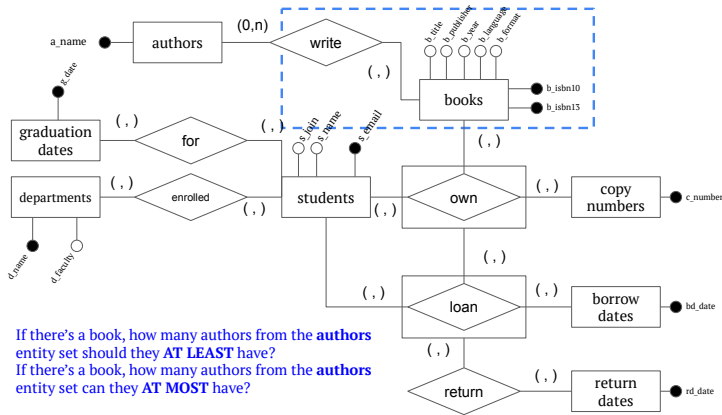 b_title
b_publisher
b_year
b_language
b_format
a_name
authors
(0,n)
write
g_date
( , )
books
b_isbn10
b_isbn13
graduation
dates
( , )
for
( , )
s_join
s_name
s_email
( , )
departments
( , )
enrolled
( , )
students
( , )
own
( , )
copy
numbers
c_number
d_name
d_faculty
( , )
( , )
loan
( , )
borrow
dates
bd_date
If there's a book, how many authors from the authors
entity set should they AT LEAST have?
If there's a book, how many authors from the authors
entity set can they AT MOST have?
( , )
return
( , )
return
dates
rd_date